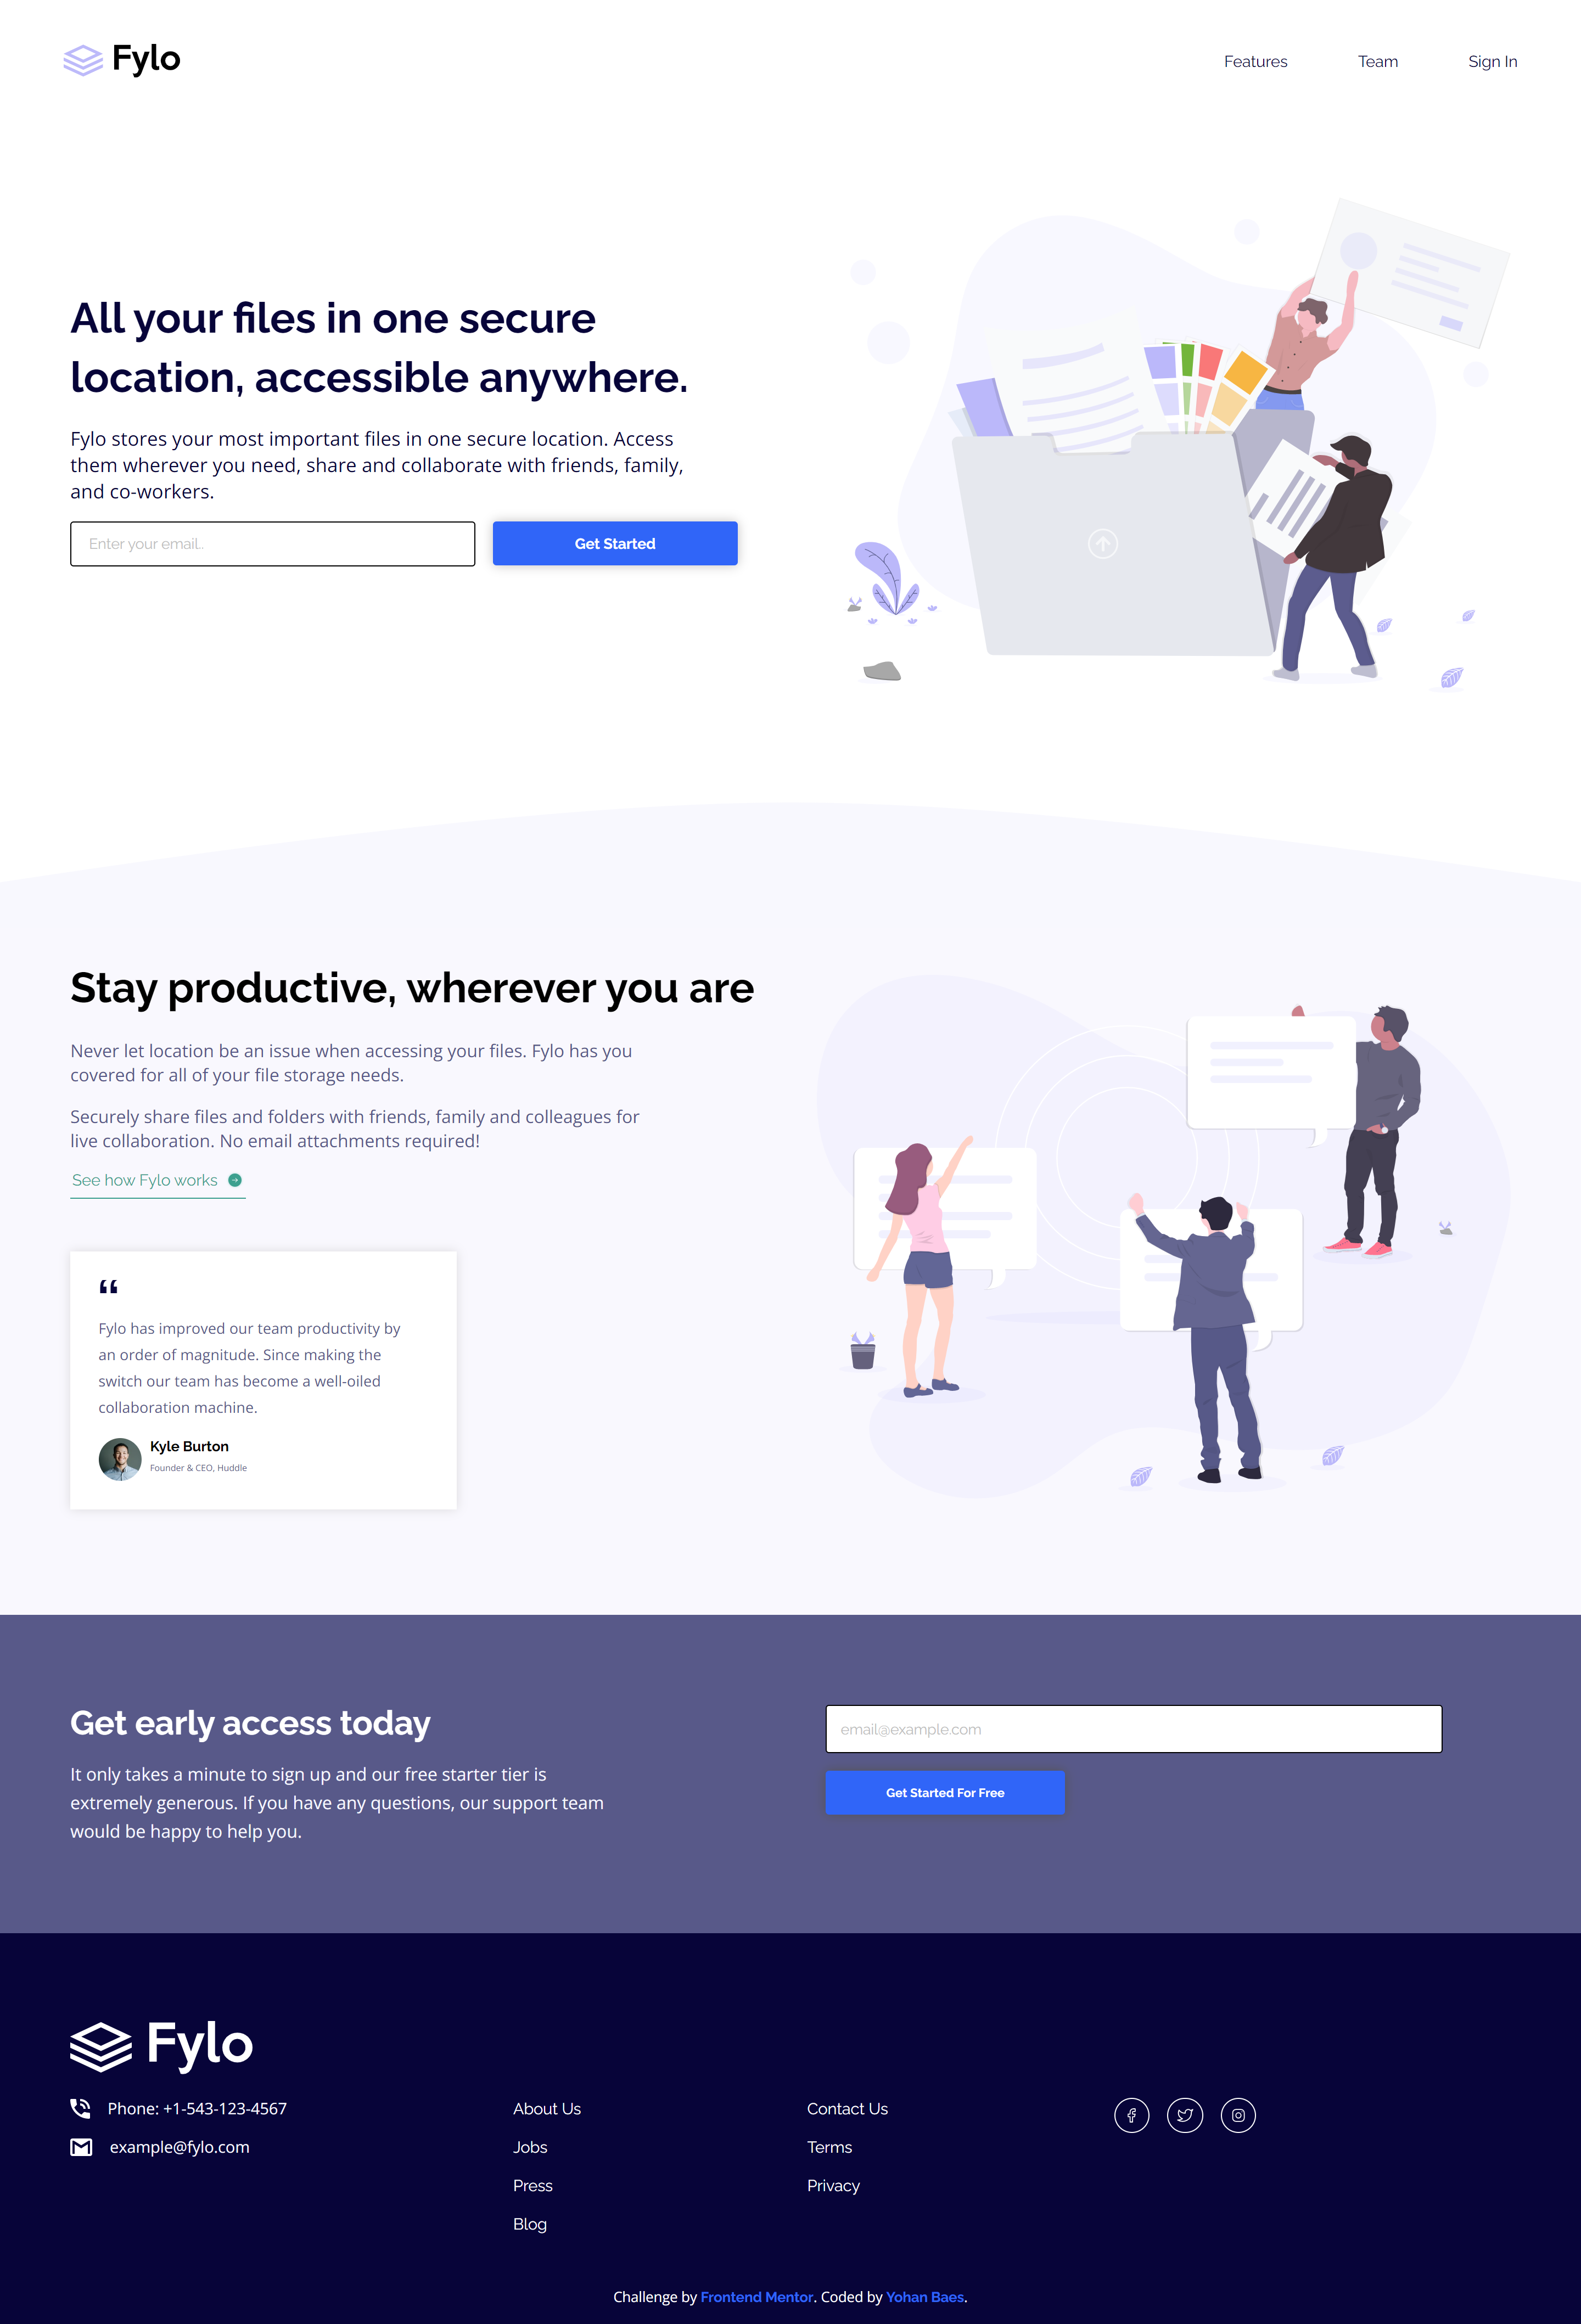 Fylo
Features
Team
Sign In
All your files in one secure
location, accessible anywhere.
Fylo stores your most important files in one secure location. Access
them wherever you need, share and collaborate with friends, family,
and co-workers.
Enter your email..
Get Started
Stay productive, wherever you are
Never let location be an issue when accessing your files. Fylo has you
covered for all of your file storage needs.
Securely share files and folders with friends, family and colleagues for
live collaboration. No email attachments required!
See how Fylo works
“
Fylo has improved our team productivity by
an order of magnitude. Since making the
switch our team has become a well-oiled
collaboration machine.
Kyle Burton
Founder & CEO, Huddle
Get early access today
It only takes a minute to sign up and our free starter tier is
extremely generous. If you have any questions, our support team
would be happy to help you.
email@example.com
Get Started For Free
Fylo
Phone: +1-543-123-4567
example@fylo.com
About Us
Jobs
Press
Blog
Contact Us
Terms
Privacy
Challenge by Frontend Mentor. Coded by Yohan Baes.